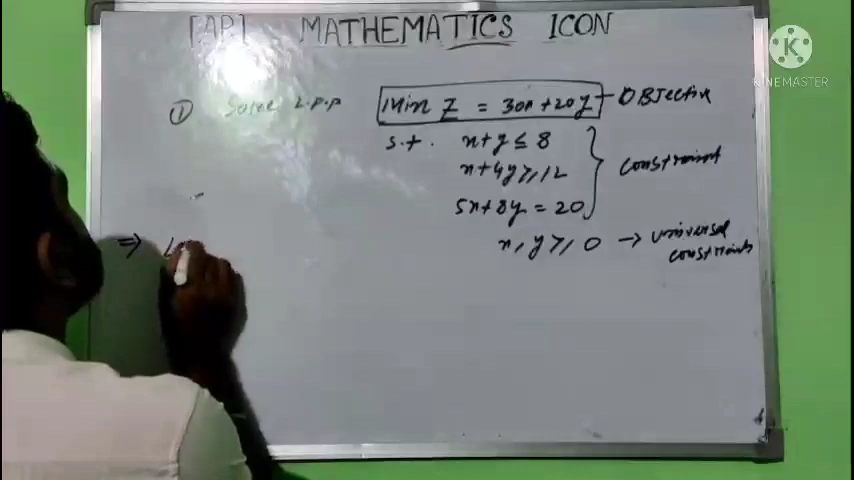 [AP] MATHEMATICS ICON
KINEMASTER
① Solve L.P.P Min Z = 30x + 20y → OBJective
s.t. x + y ≤ 8
x + 4y ≥ 12
5x + 8y = 20
constraint
x, y ≥ 0 → universal
constraints
⇒